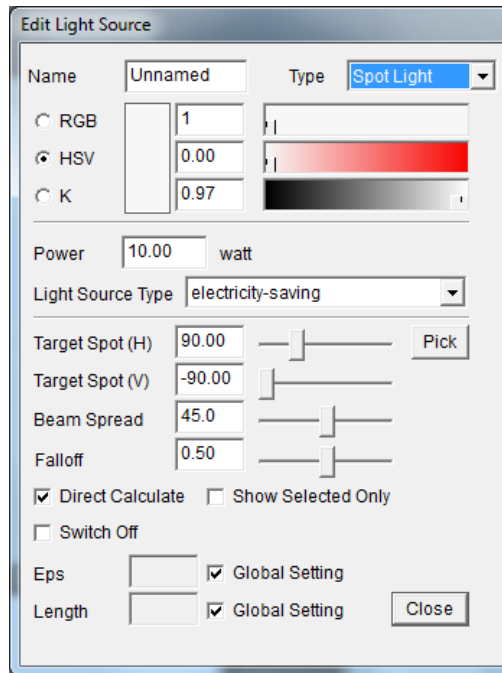 Edit Light Source
Name Unnamed Type Spot Light
RGB 1
HSV 0.00
K 0.97
Power 10.00 watt
Light Source Type electricity-saving
Target Spot (H) 90.00 Pick
Target Spot (V) -90.00
Beam Spread 45.0
Falloff 0.50
Direct Calculate Show Selected Only
Switch Off
Eps Global Setting
Length Global Setting Close